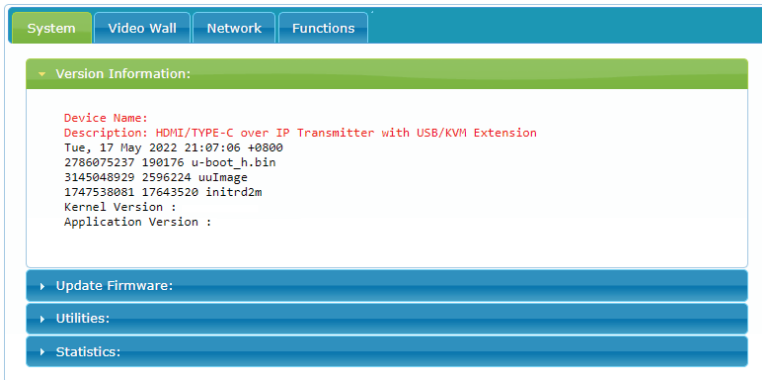 System
Video Wall
Network
Functions
Version Information:
Device Name:
Description: HDMI/TYPE-C over IP Transmitter with USB/KVM Extension
Tue, 17 May 2022 21:07:06 +0800
2786075237 190176 u-boot_h.bin
3145048929 2596224 uuImage
1747538081 17643520 initrd2m
Kernel Version :
Application Version :
Update Firmware:
Utilities:
Statistics: